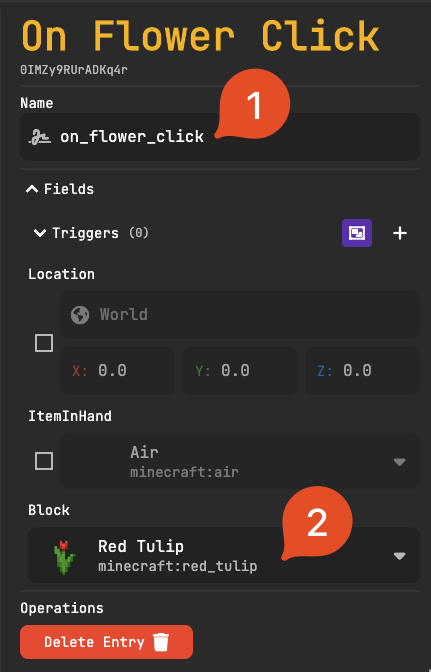 On Flower Click
0IMZy9RUrADKq4r
Name
1
on_flower_click
Fields
Triggers (0)
Location
World
X: 0.0 Y: 0.0 Z: 0.0
ItemInHand
Air
minecraft:air
Block
2
Red Tulip
minecraft:red_tulip
Operations
Delete Entry